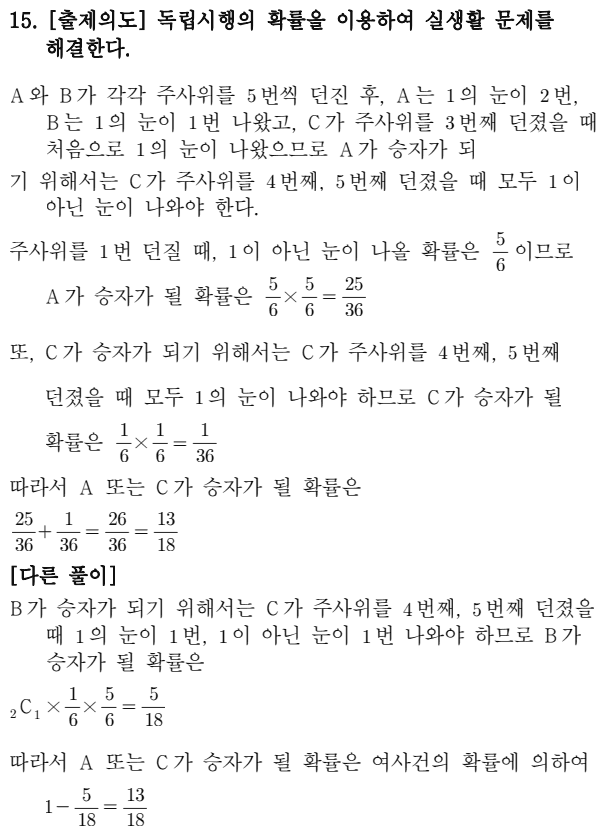 15. [출제의도] 독립시행의 확률을 이용하여 실생활 문제를
해결한다.
A와 B가 각각 주사위를 5번씩 던진 후, A는 1의 눈이 2번,
B는 1의 눈이 1번 나왔고, C가 주사위를 3번째 던졌을 때
처음으로 1의 눈이 나왔으므로 A가 승자가 되
기 위해서는 C가 주사위를 4번째, 5번째 던졌을 때 모두 1이
아닌 눈이 나와야 한다.
주사위를 1번 던질 때, 1이 아닌 눈이 나올 확률은 5/6 이므로
A가 승자가 될 확률은 5/6 × 5/6 = 25/36
또, C가 승자가 되기 위해서는 C가 주사위를 4번째, 5번째
던졌을 때 모두 1의 눈이 나와야 하므로 C가 승자가 될
확률은 1/6 × 1/6 = 1/36
따라서 A 또는 C가 승자가 될 확률은
25/36 + 1/36 = 26/36 = 13/18
[다른 풀이]
B가 승자가 되기 위해서는 C가 주사위를 4번째, 5번째 던졌을
때 1의 눈이 1번, 1이 아닌 눈이 1번 나와야 하므로 B가
승자가 될 확률은
₂C₁ × 1/6 × 5/6 = 5/18
따라서 A 또는 C가 승자가 될 확률은 여사건의 확률에 의하여
1 − 5/18 = 13/18